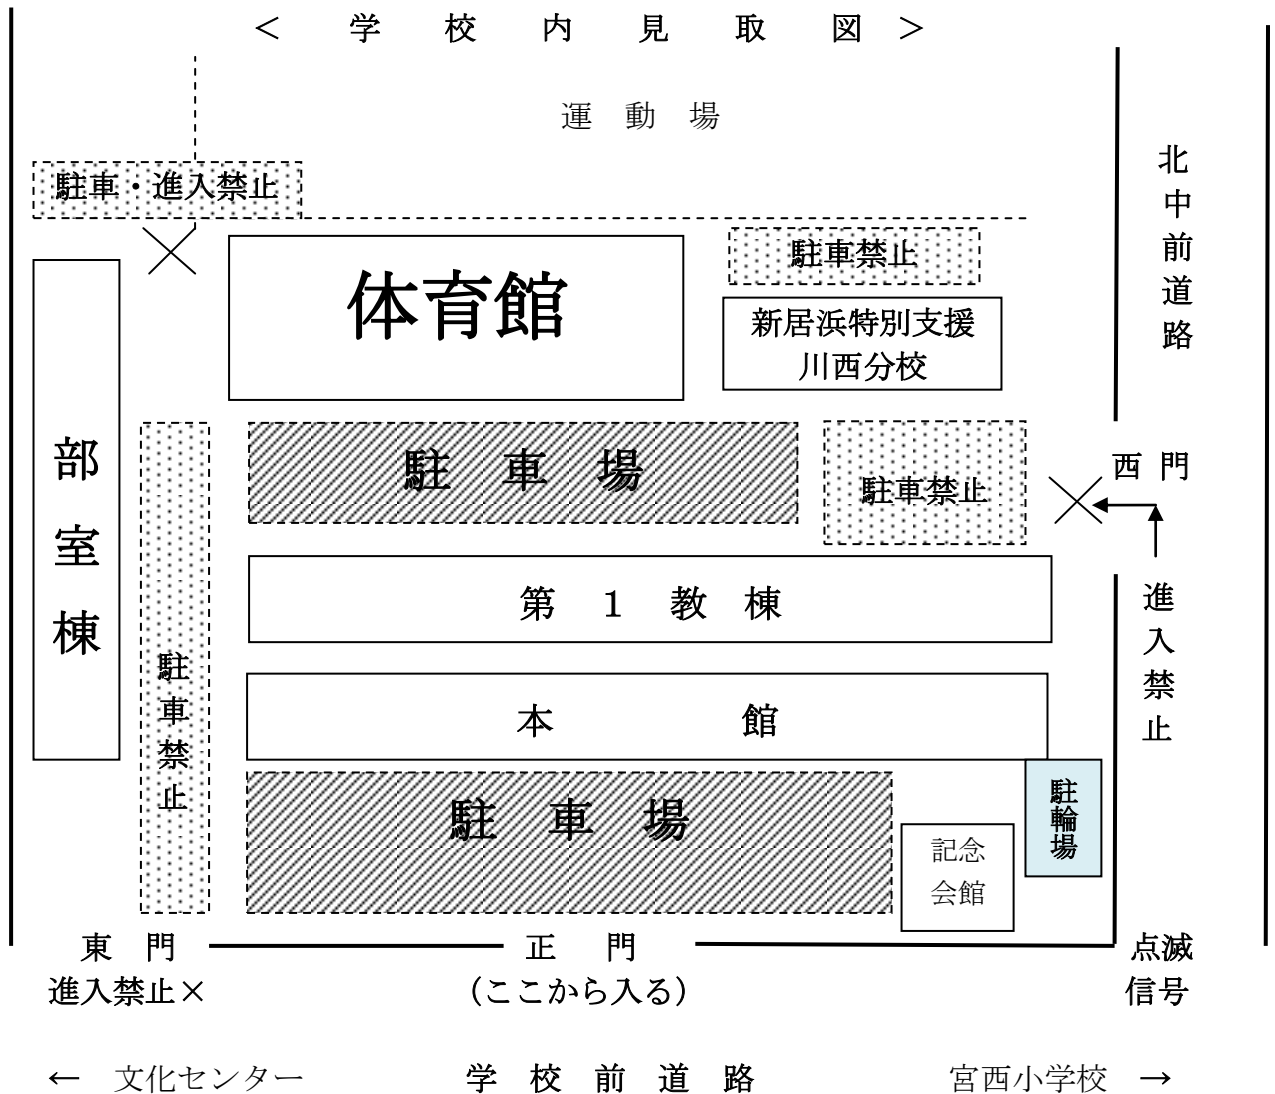 ＜　学　校　内　見　取　図　＞
運　動　場
駐車・進入禁止
駐車禁止
体育館
新居浜特別支援
川西分校
北中前道路
部室棟
駐　車　場
駐車禁止
西　門
進入禁止
第　１　教　棟
駐車禁止
本　　　館
駐　車　場
駐輪場
記念
会館
東　門
進入禁止×
正　門
（ここから入る）
点滅
信号
←　文化センター
学　校　前　道　路
宮西小学校　→